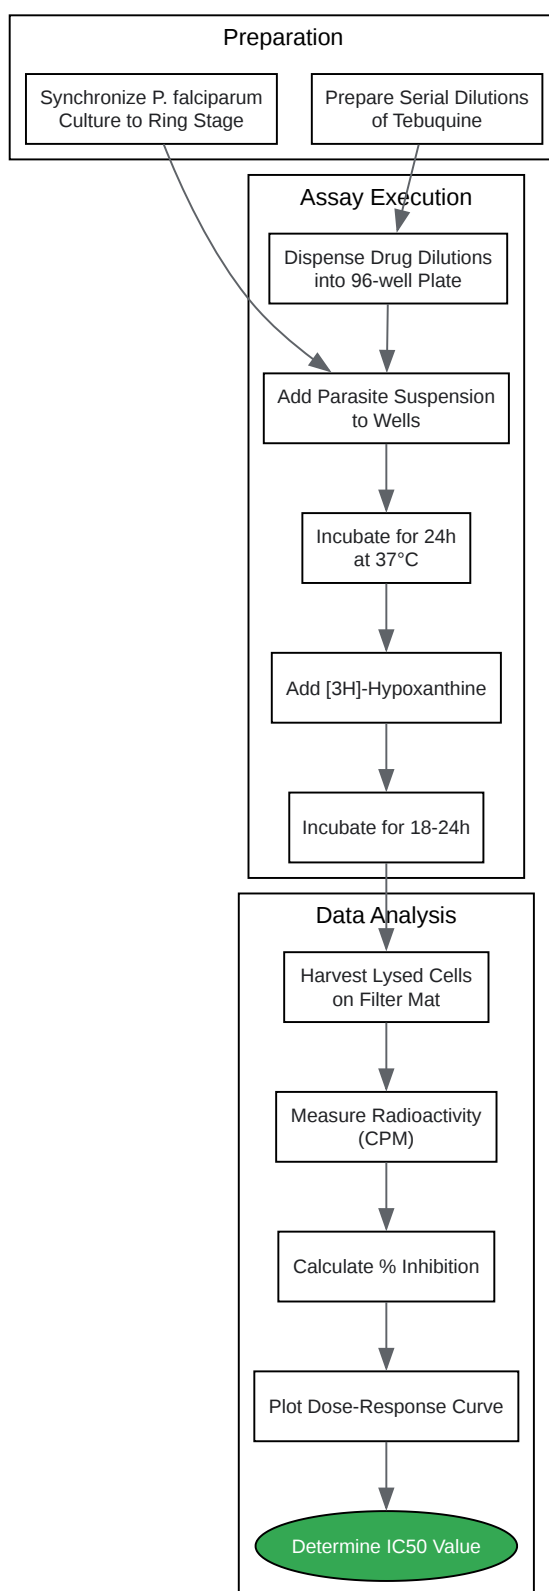 Preparation
Synchronize P. falciparum
Culture to Ring Stage
Prepare Serial Dilutions
of Tebuquine
Assay Execution
Dispense Drug Dilutions
into 96-well Plate
Add Parasite Suspension
to Wells
Incubate for 24h
at 37°C
Add [3H]-Hypoxanthine
Incubate for 18-24h
Data Analysis
Harvest Lysed Cells
on Filter Mat
Measure Radioactivity
(CPM)
Calculate % Inhibition
Plot Dose-Response Curve
Determine IC50 Value